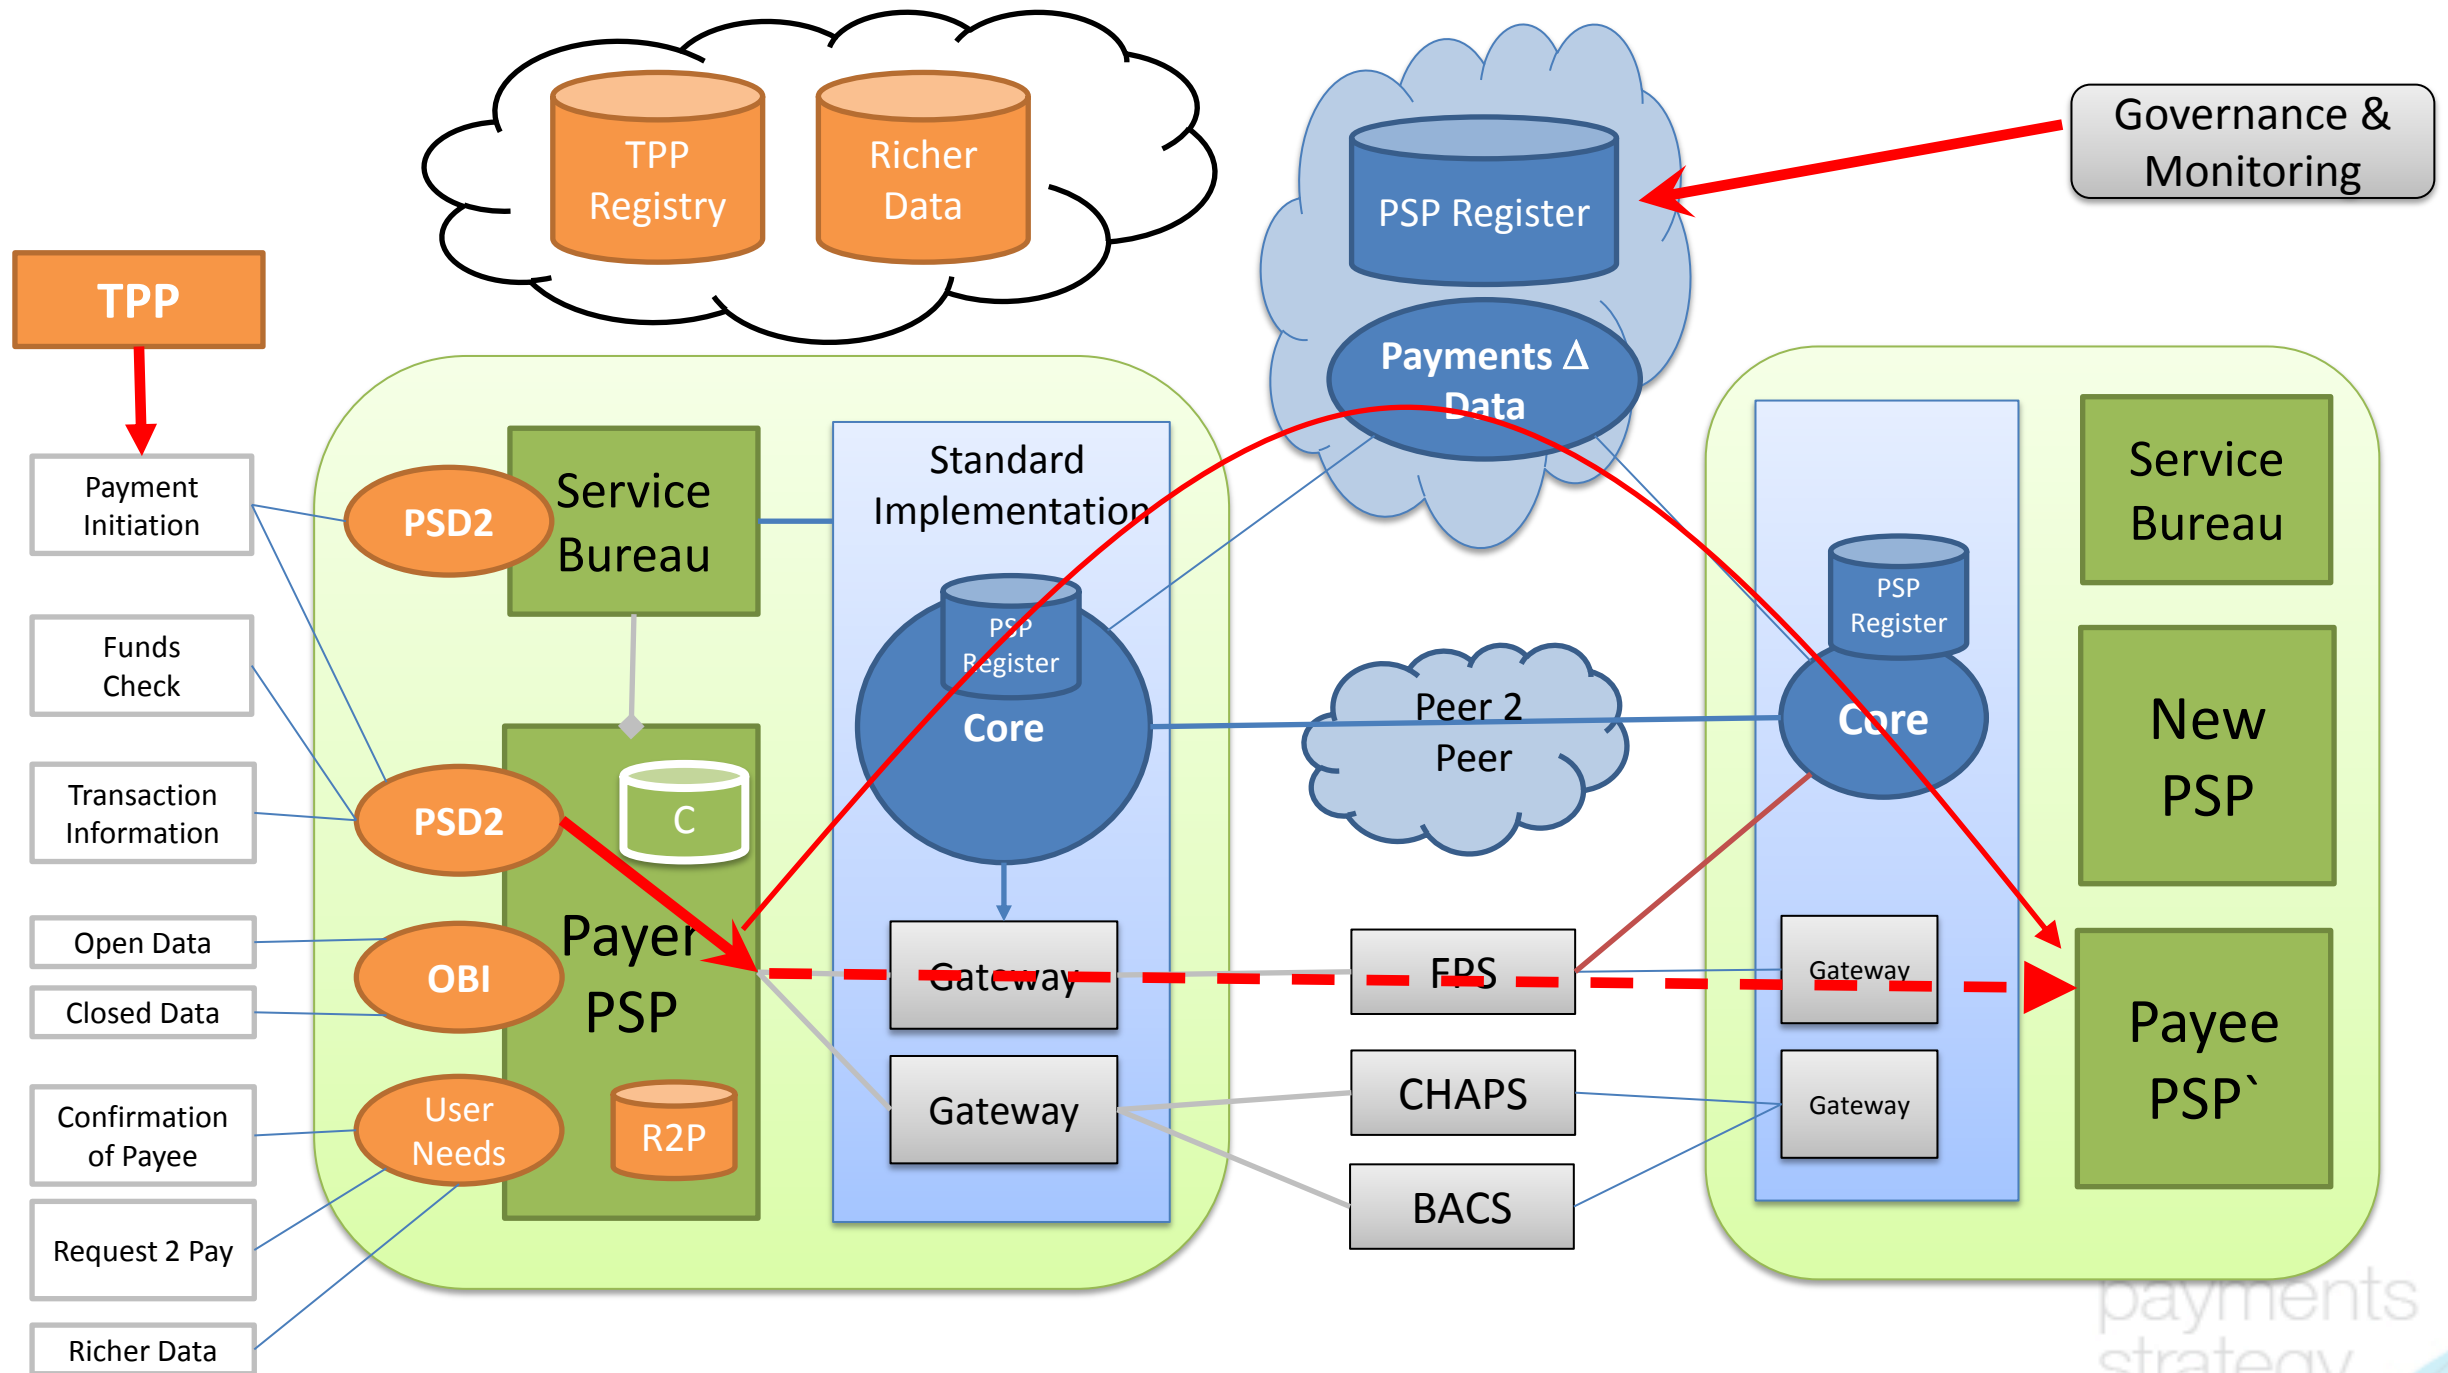 TPP
Registry
Richer
Data
PSP Register
Governance &
Monitoring
TPP
Payments Δ
Data
Payment
Initiation
PSD2
Service
Bureau
Standard
Implementation
PSP
Register
Core
Funds
Check
Transaction
Information
PSD2
C
Payer
PSP
Open Data
Closed Data
OBI
Confirmation
of Payee
User
Needs
R2P
Request 2 Pay
Richer Data
Gateway
Gateway
Peer 2
Peer
FPS
CHAPS
BACS
PSP
Register
Core
Gateway
Gateway
Service
Bureau
New
PSP
Payee
PSP`
payments
strategy